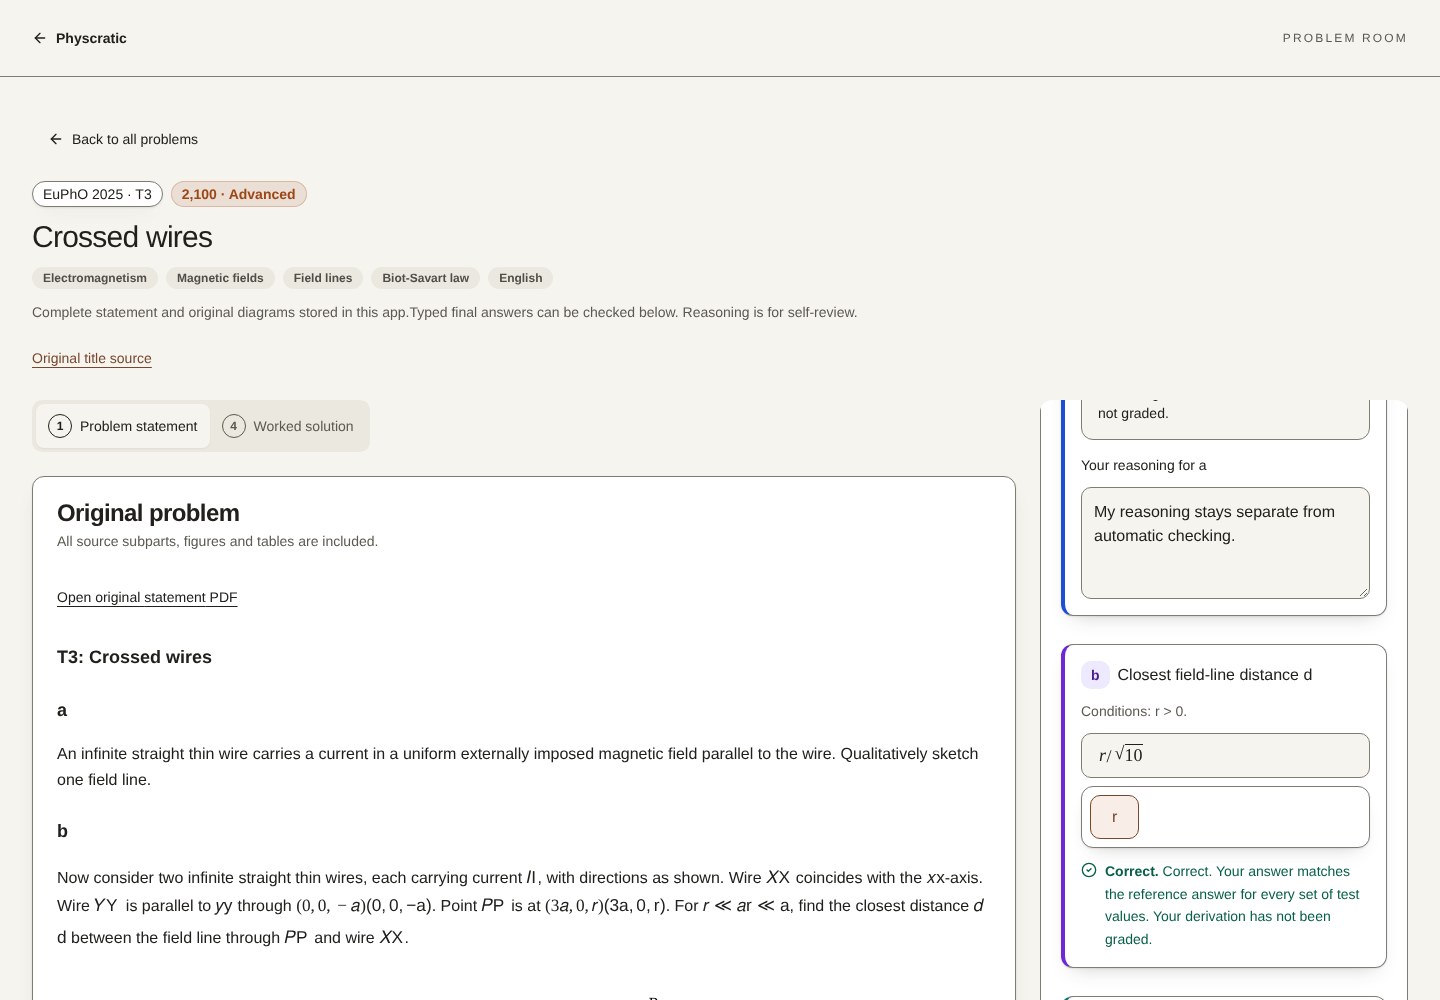 Physcratic
PROBLEM ROOM
Back to all problems
EuPhO 2025 · T3
2,100 · Advanced
Crossed wires
Electromagnetism
Magnetic fields
Field lines
Biot-Savart law
English
Complete statement and original diagrams stored in this app.Typed final answers can be checked below. Reasoning is for self-review.
Original title source
1 Problem statement
4 Worked solution
Original problem
All source subparts, figures and tables are included.
Open original statement PDF
T3: Crossed wires
a
An infinite straight thin wire carries a current in a uniform externally imposed magnetic field parallel to the wire. Qualitatively sketch
one field line.
b
Now consider two infinite straight thin wires, each carrying current II, with directions as shown. Wire XX coincides with the xx-axis.
Wire YY is parallel to yy through (0, 0, −a)(0, 0, −a). Point PP is at (3a, 0, r)(3a, 0, r). For r ≪ ar ≪ a, find the closest distance d
d between the field line through PP and wire XX.
not graded.
Your reasoning for a
My reasoning stays separate from
automatic checking.
b Closest field-line distance d
Conditions: r > 0.
r/√10
r
Correct. Correct. Your answer matches
the reference answer for every set of test
values. Your derivation has not been
graded.